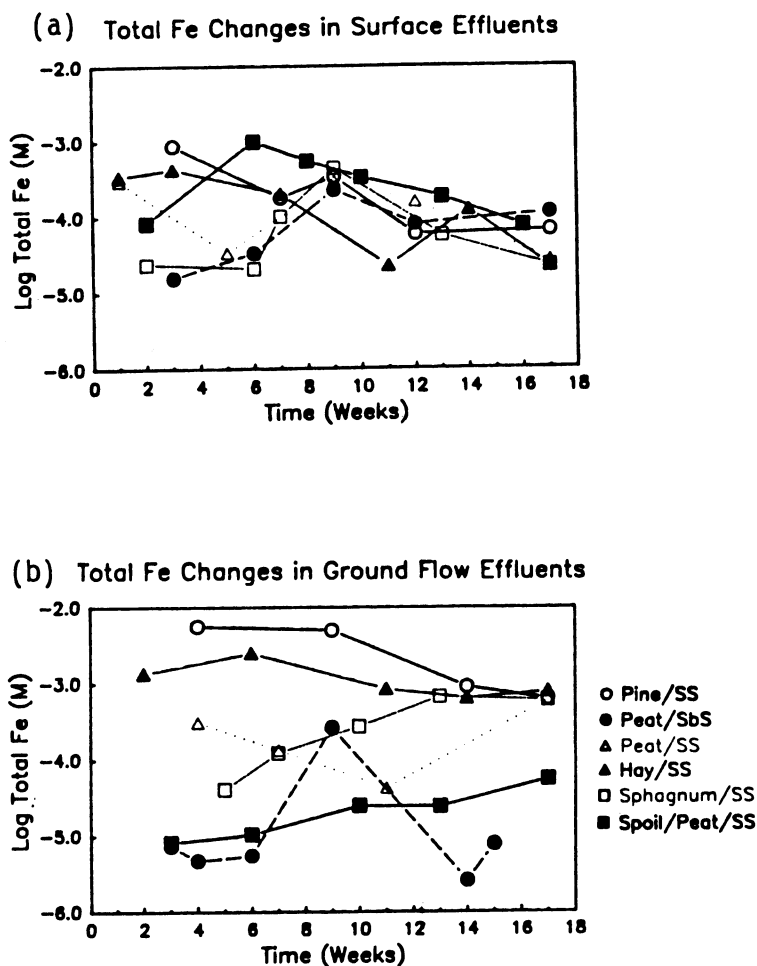 (a) Total Fe Changes in Surface Effluents
Log Total Fe (M)
-2.0
-3.0
-4.0
-5.0
-6.0
0 2 4 6 8 10 12 14 16 18
Time (Weeks)
(b) Total Fe Changes in Ground Flow Effluents
Log Total Fe (M)
-2.0
-3.0
-4.0
-5.0
-6.0
0 2 4 6 8 10 12 14 16 18
Time (Weeks)
Pine/SS
Peat/SbS
Peat/SS
Hay/SS
Sphagnum/SS
Spoil/Peat/SS